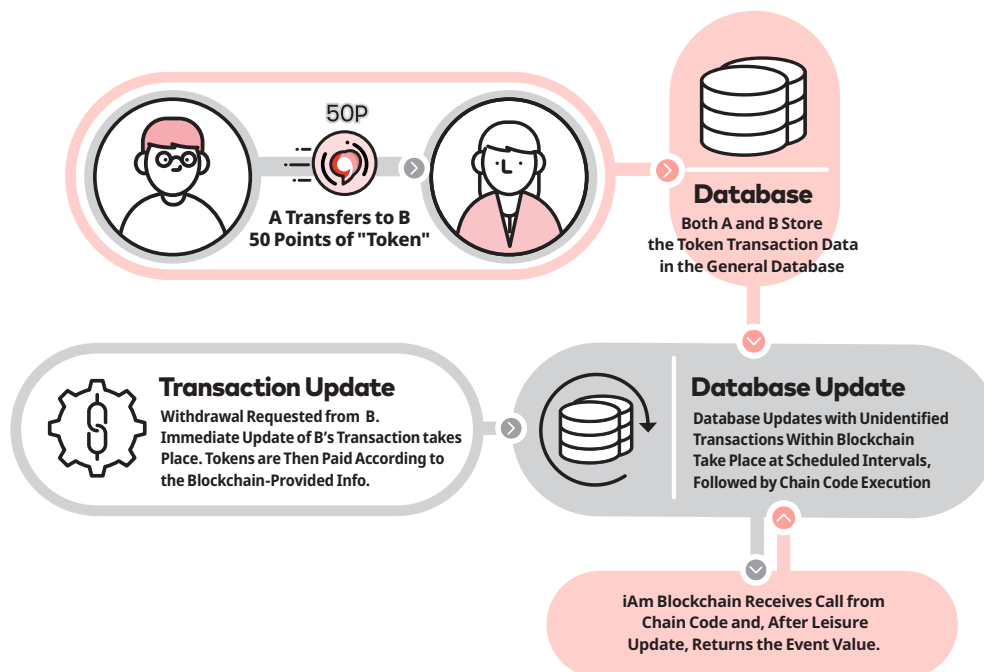 50P
A Transfers to B
50 Points of "Token"
Database
Both A and B Store
the Token Transaction Data
in the General Database
Transaction Update
Withdrawal Requested from B.
Immediate Update of B's Transaction takes
Place. Tokens are Then Paid According to
the Blockchain-Provided Info.
Database Update
Database Updates with Unidentified
Transactions Within Blockchain
Take Place at Scheduled Intervals,
Followed by Chain Code Execution
iAm Blockchain Receives Call from
Chain Code and, After Leisure
Update, Returns the Event Value.